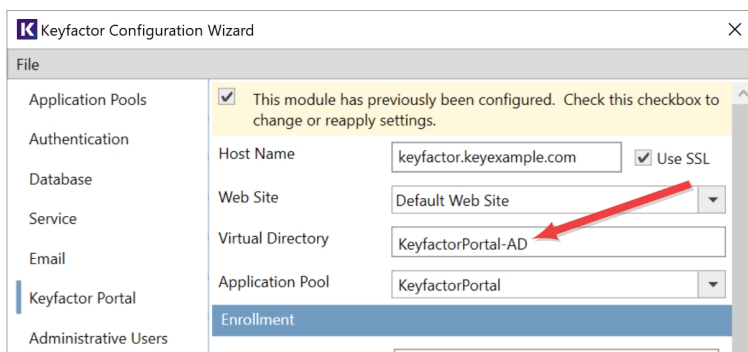 K Keyfactor Configuration Wizard
File
Application Pools
Authentication
Database
Service
Email
Keyfactor Portal
Administrative Users
This module has previously been configured. Check this checkbox to
change or reapply settings.
Host Name keyfactor.keyexample.com Use SSL
Web Site Default Web Site
Virtual Directory KeyfactorPortal-AD
Application Pool KeyfactorPortal
Enrollment